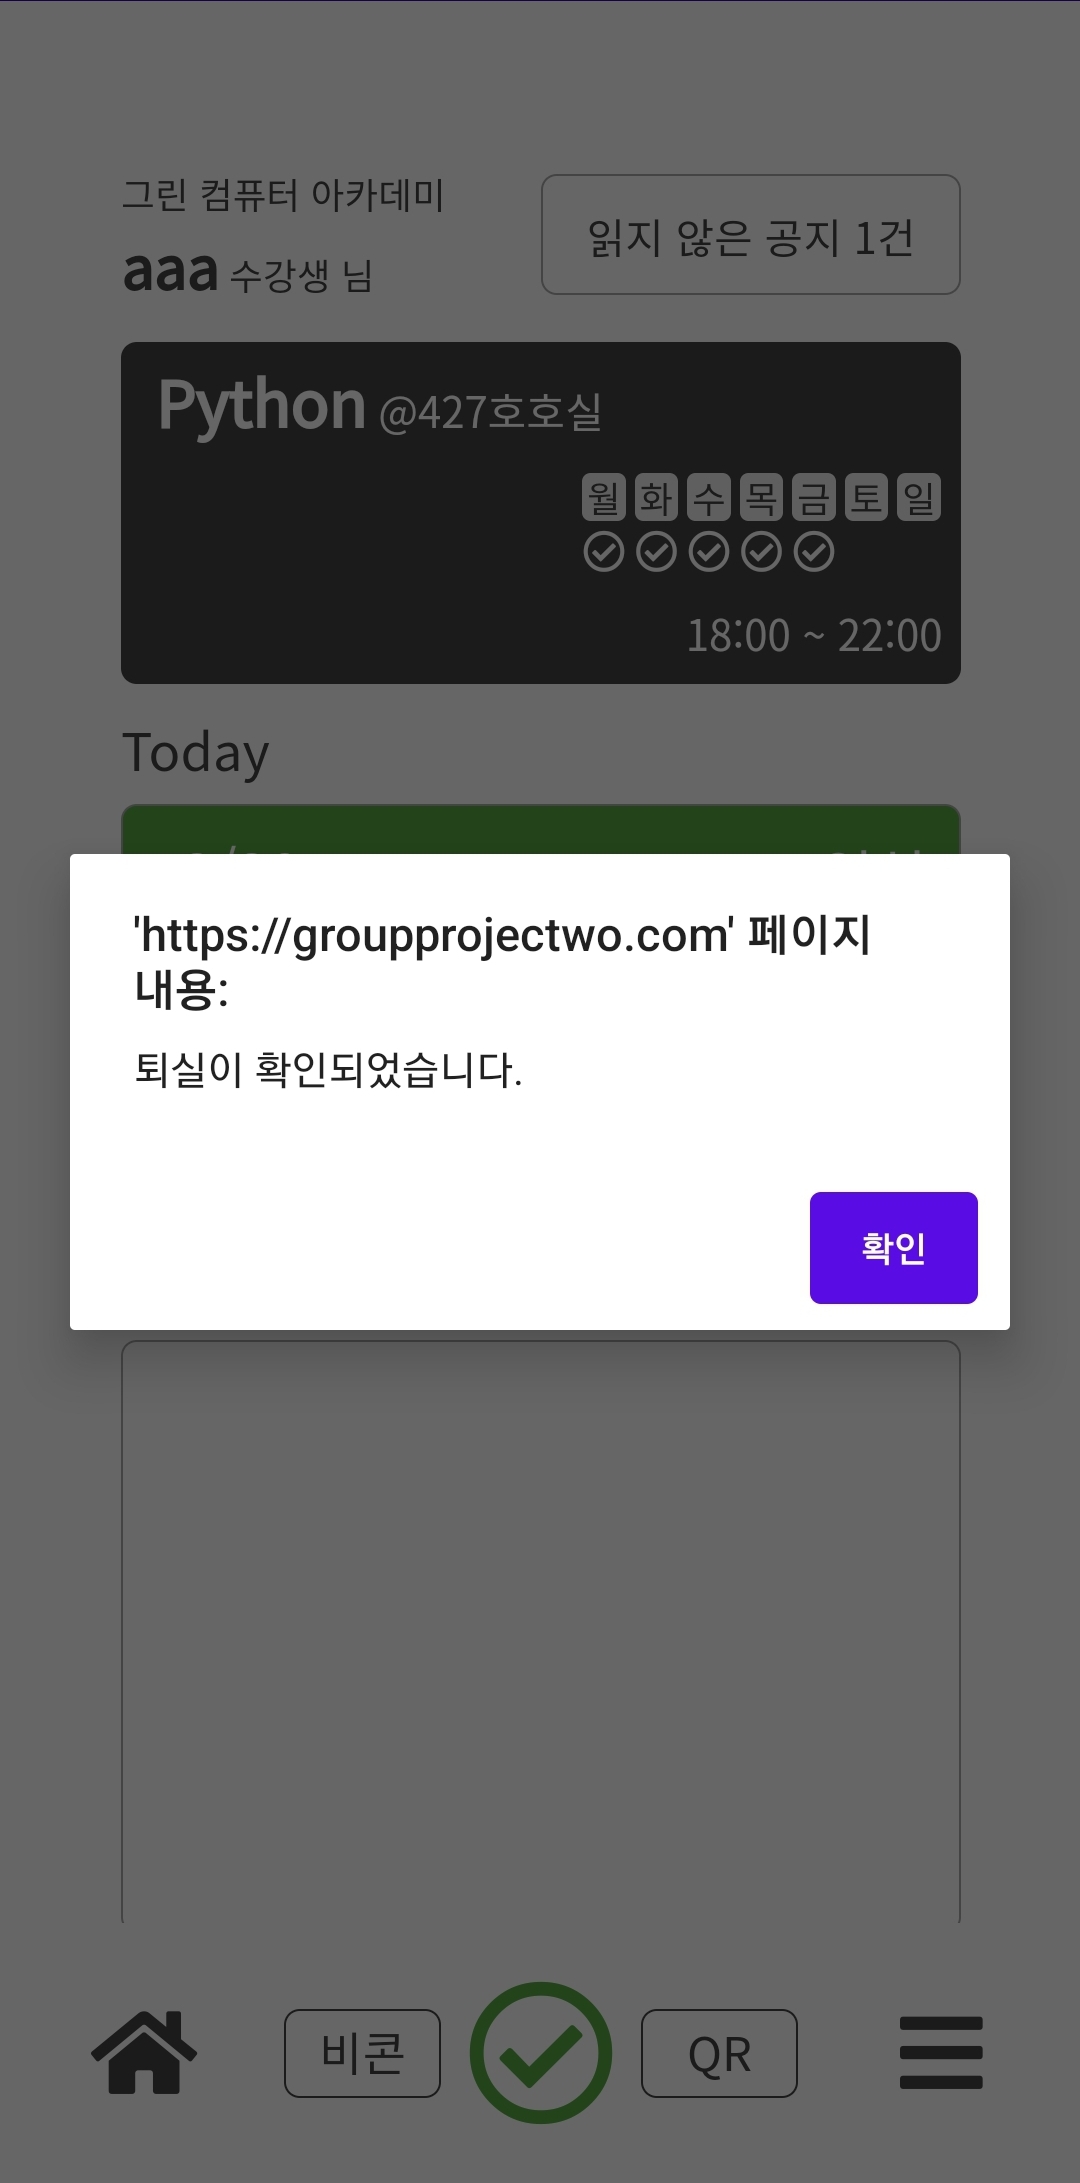 그린 컴퓨터 아카데미
aaa 수강생 님
읽지 않은 공지 1건
Python @427호호실
월 화 수 목 금 토 일
18:00 ~ 22:00
Today
'https://groupprojectwo.com' 페이지
내용:
퇴실이 확인되었습니다.
확인
비콘
QR